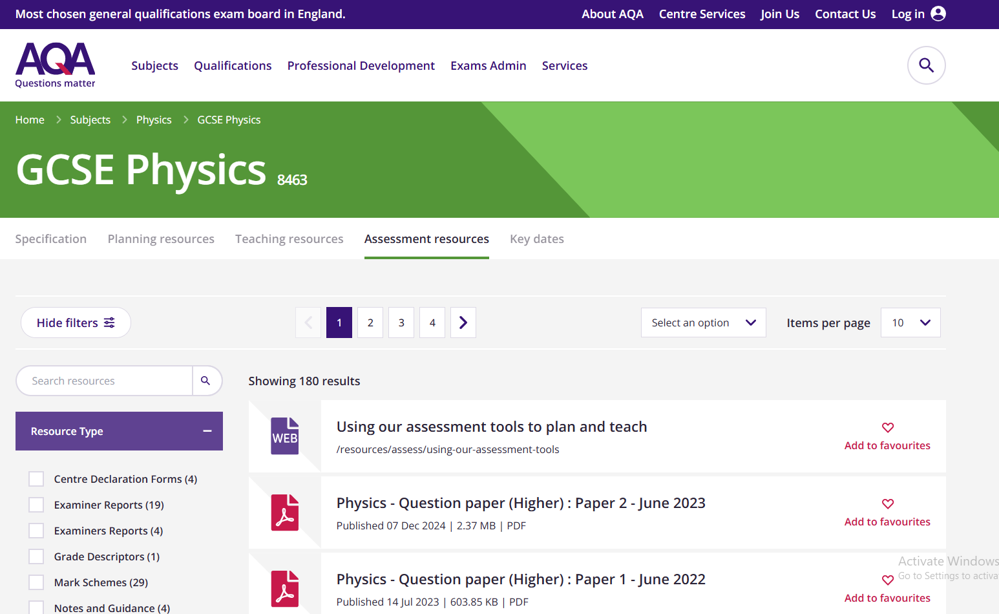 Most chosen general qualifications exam board in England.
About AQA Centre Services Join Us Contact Us Log in
AQA
Questions matter
Subjects Qualifications Professional Development Exams Admin Services
Home Subjects Physics GCSE Physics
GCSE Physics 8463
Specification Planning resources Teaching resources Assessment resources Key dates
Hide filters 1 2 3 4 Select an option Items per page 10
Search resources
Showing 180 results
Resource Type
Centre Declaration Forms (4)
Examiner Reports (19)
Examiners Reports (4)
Grade Descriptors (1)
Mark Schemes (29)
Notes and Guidance (4)
WEB
Using our assessment tools to plan and teach
/resources/assess/using-our-assessment-tools
Add to favourites
Physics - Question paper (Higher) : Paper 2 - June 2023
Published 07 Dec 2024 | 2.37 MB | PDF
Add to favourites
Physics - Question paper (Higher) : Paper 1 - June 2022
Published 14 Jul 2023 | 603.85 KB | PDF
Add to favourites
Activate Windows
Go to Settings to activa